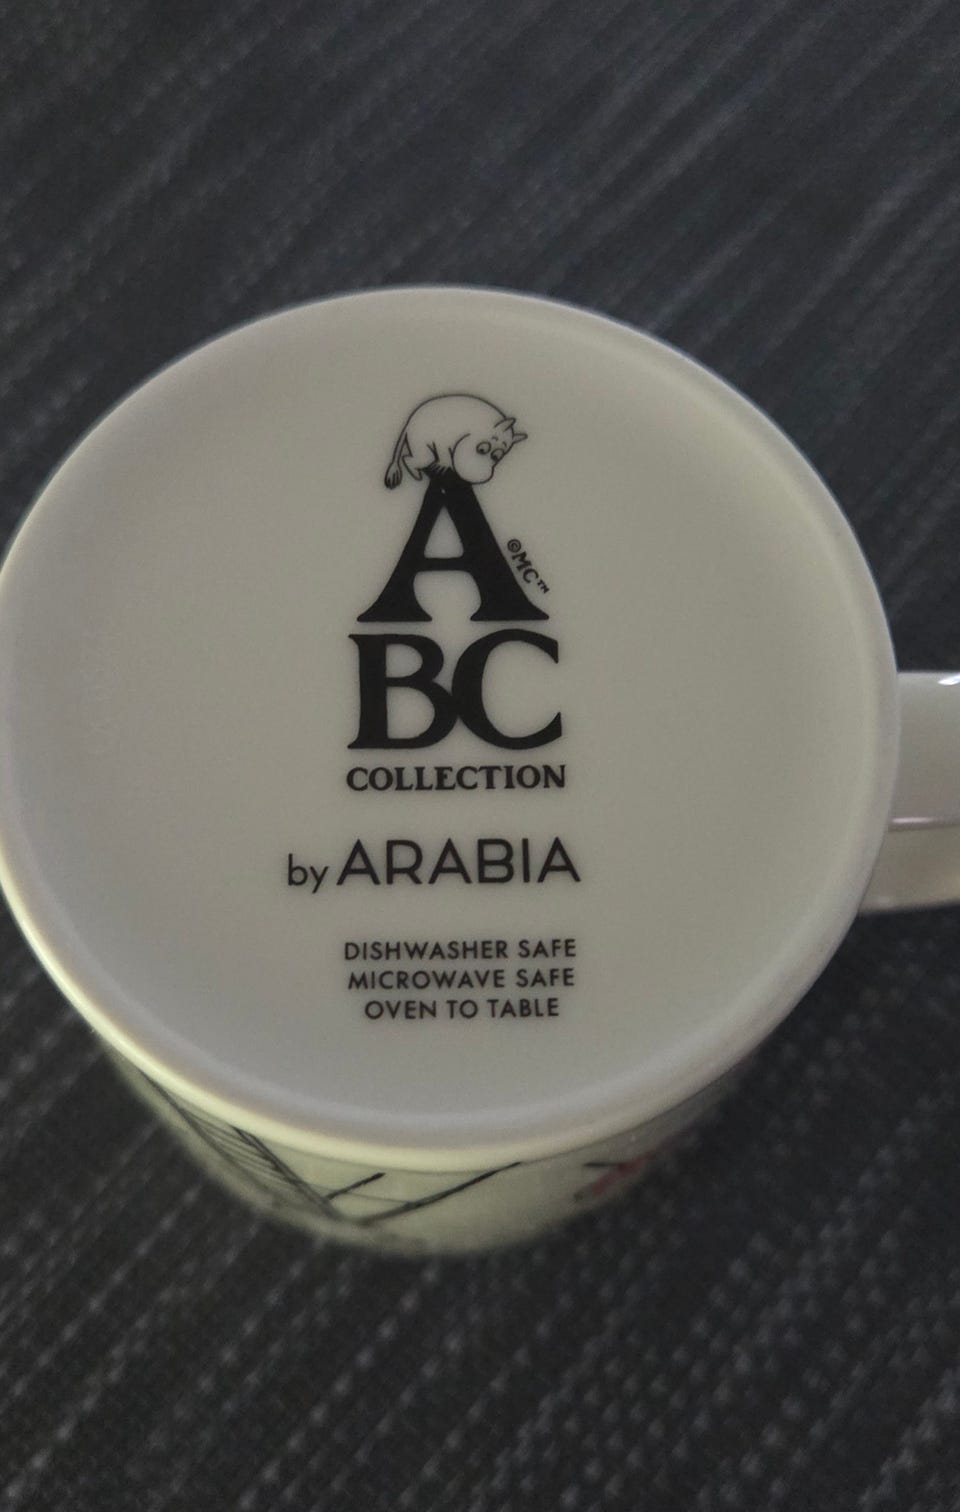 A
©MC™
BC
COLLECTION
by ARABIA
DISHWASHER SAFE
MICROWAVE SAFE
OVEN TO TABLE